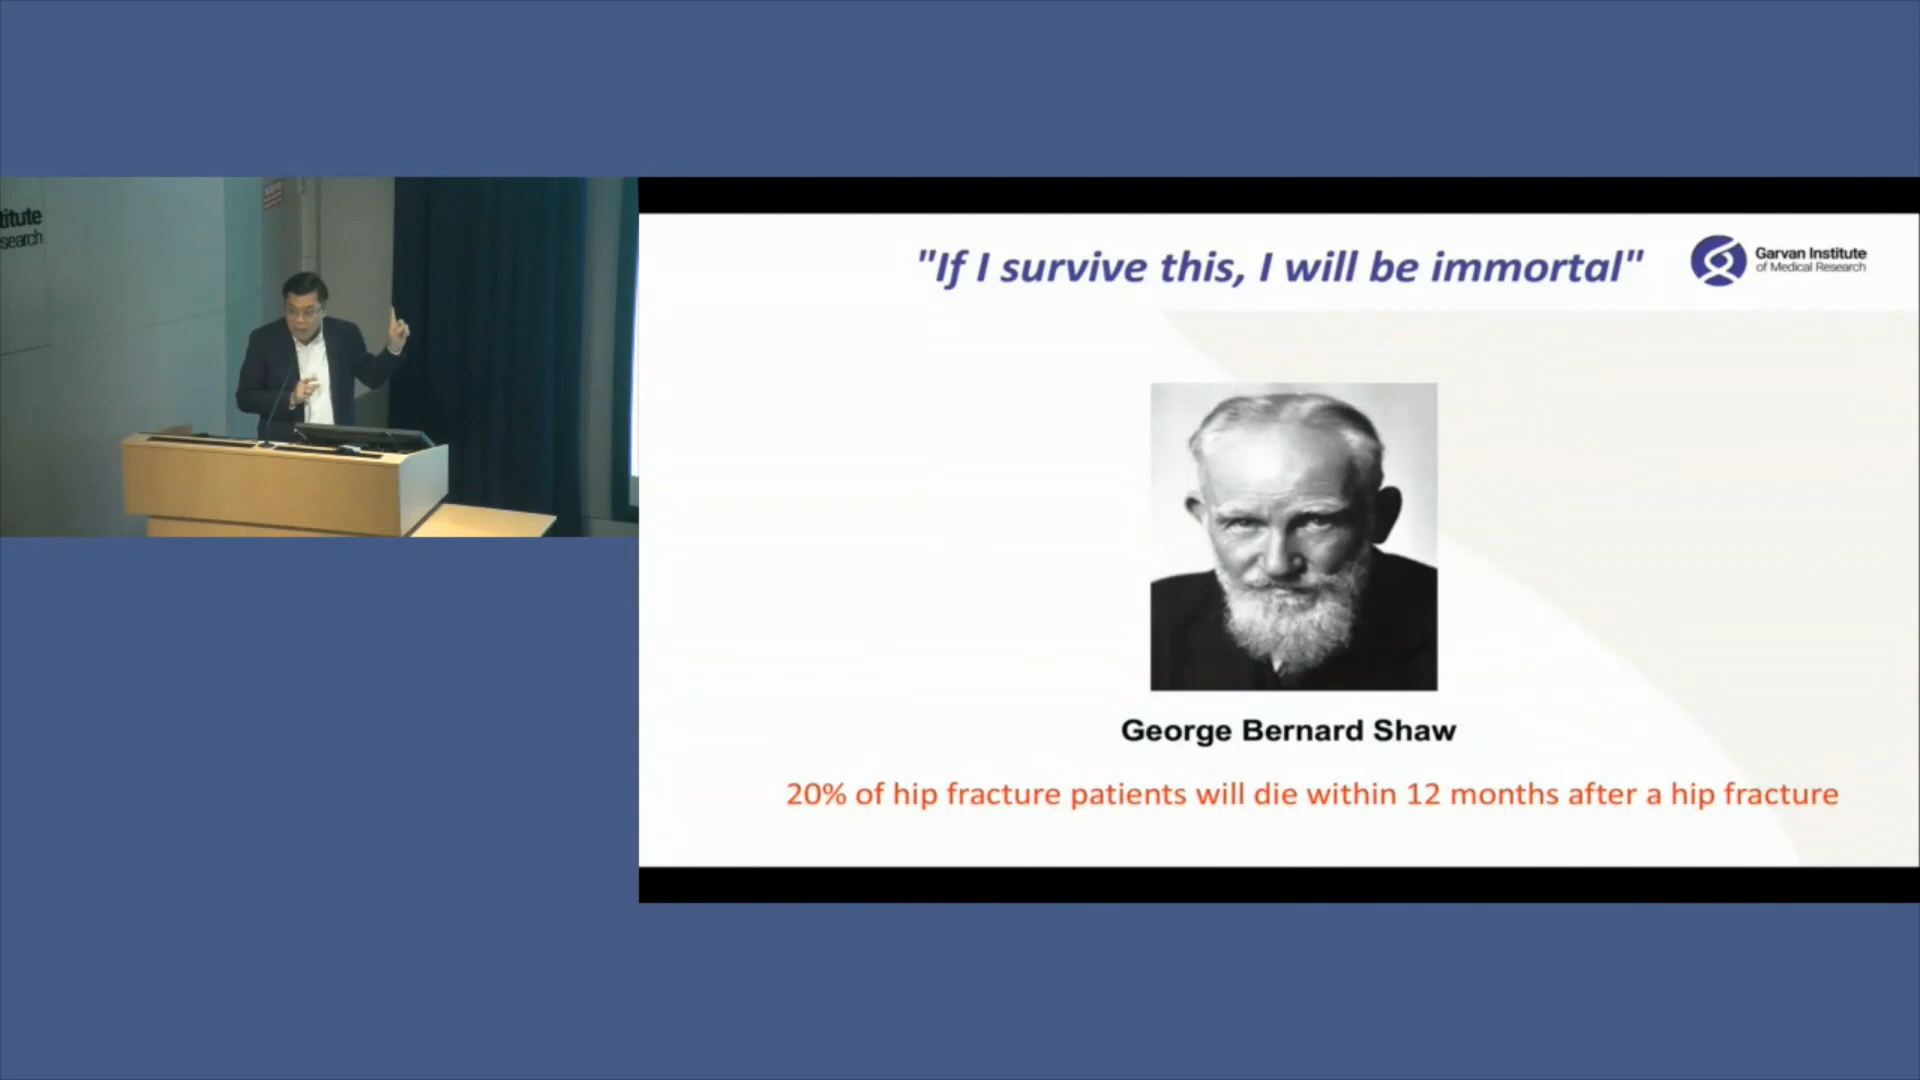 titute
search
"If I survive this, I will be immortal"
Garvan Institute
of Medical Research
George Bernard Shaw
20% of hip fracture patients will die within 12 months after a hip fracture